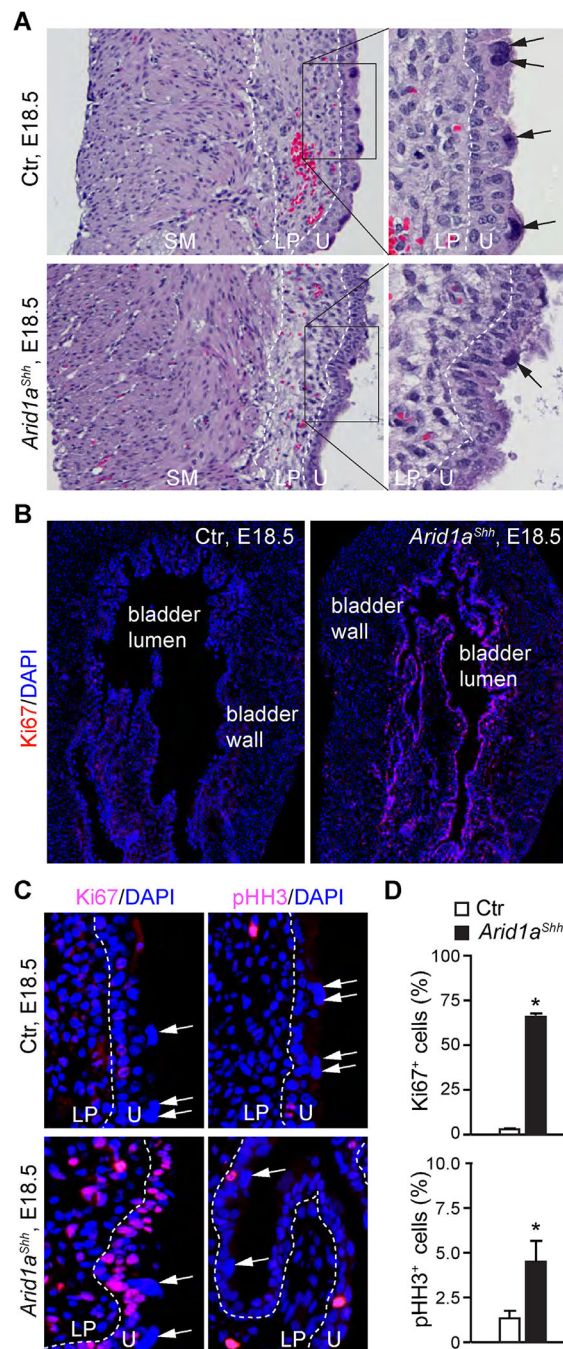 A
Ctr, E18.5
SM
LP
U
LP
U
Arid1a^Shh, E18.5
SM
LP
U
LP
U
B
Ki67/DAPI
Ctr, E18.5
bladder
lumen
bladder
wall
Arid1a^Shh, E18.5
bladder
wall
bladder
lumen
C
Ki67/DAPI
pHH3/DAPI
Ctr, E18.5
LP
U
LP
U
Arid1a^Shh, E18.5
LP
U
LP
U
D
Ctr
Arid1a^Shh
Ki67+ cells (%)
100
75
50
25
0
*
pHH3+ cells (%)
10.0
7.5
5.0
2.5
0
*